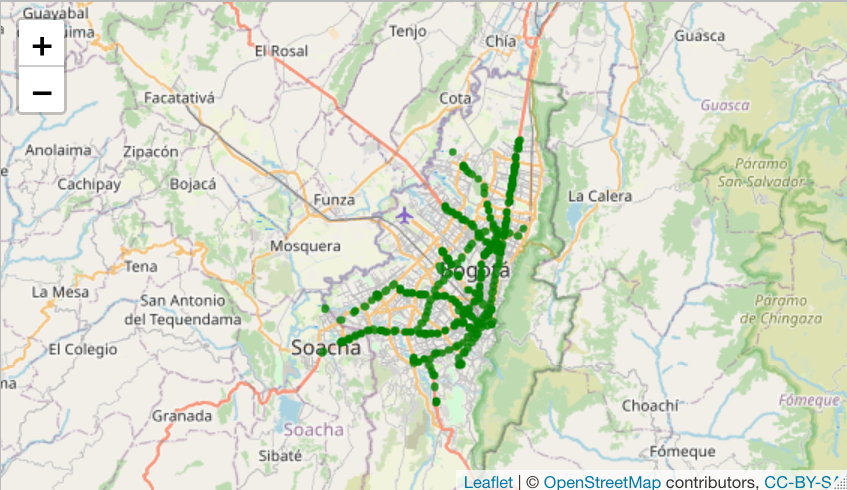 Guayabal
uima
El Rosal
Tenjo
Chía
Guasca
+
−
Facatativá
Cota
Guasca
Anolaima
Zipacón
Páramo
San-Salvador
Cachipay
Bojacá
Funza
La Calera
Mosquera
Tena
Bogotá
La Mesa
San Antonio
del Tequendama
Páramo
de Chingaza
El Colegio
Soacha
Granada
Choachí
Fómeque
Soacha
Sibaté
Fómeque
Leaflet | © OpenStreetMap contributors, CC-BY-S